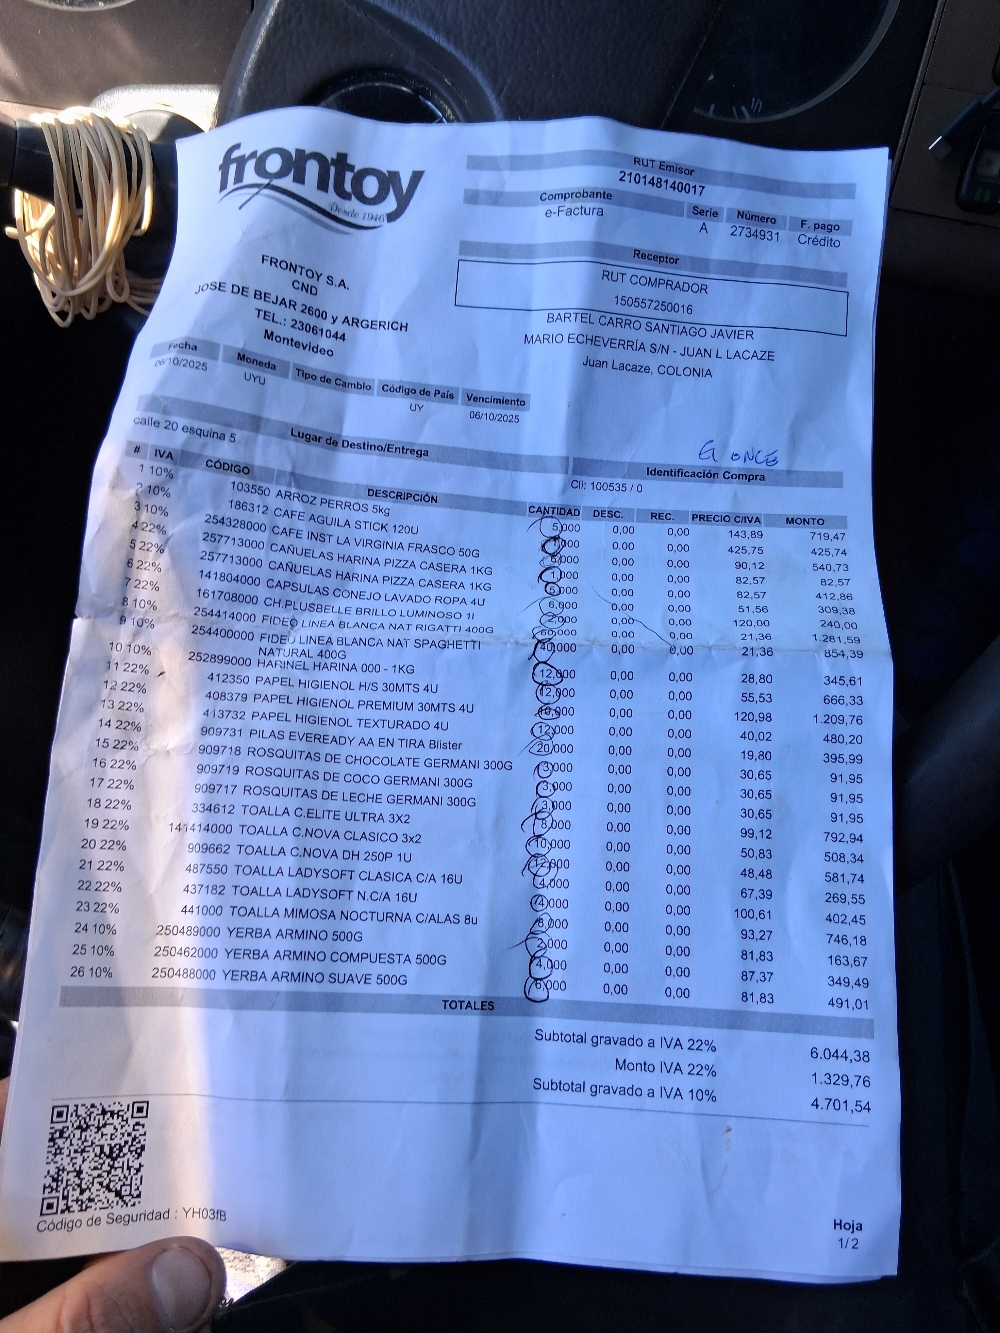 frontoy
Desde 1946
FRONTOY S.A.
CND
JOSE DE BEJAR 2600 y ARGERICH
TEL.: 23061044
Montevideo
RUT Emisor
210148140017
Comprobante Serie Número F. pago
e-Factura A 2734931 Crédito
Receptor
RUT COMPRADOR
150557250016
BARTEL CARRO SANTIAGO JAVIER
MARIO ECHEVERRÍA S/N - JUAN L LACAZE
Juan Lacaze, COLONIA
Fecha Moneda Tipo de Cambio Código de País Vencimiento
06/10/2025 UYU UY 06/10/2025
Lugar de Destino/Entrega
calle 20 esquina 5
El ONCE
Identificación Compra
Cli: 100535 / 0
# IVA CÓDIGO DESCRIPCIÓN CANTIDAD DESC. REC. PRECIO C/IVA MONTO
1 10% 103550 ARROZ PERROS 5kg 5,000 0,00 0,00 143,89 719,47
2 10% 186312 CAFE AGUILA STICK 120U 1,000 0,00 0,00 425,75 425,74
3 10% 254328000 CAFE INST LA VIRGINIA FRASCO 50G 6,000 0,00 0,00 90,12 540,73
4 22% 257713000 CAÑUELAS HARINA PIZZA CASERA 1KG 1,000 0,00 0,00 82,57 82,57
5 22% 257713000 CAÑUELAS HARINA PIZZA CASERA 1KG 5,000 0,00 0,00 82,57 412,86
6 22% 141804000 CAPSULAS CONEJO LAVADO ROPA 4U 6,000 0,00 0,00 51,56 309,38
7 22% 161708000 CH.PLUSBELLE BRILLO LUMINOSO 1l 2,000 0,00 0,00 120,00 240,00
8 10% 254414000 FIDEO LINEA BLANCA NAT RIGATTI 400G 60,000 0,00 0,00 21,36 1.281,59
9 10% 254400000 FIDEO LINEA BLANCA NAT SPAGHETTI 40,000 0,00 0,00 21,36 854,39
NATURAL 400G
10 10% 252899000 HARINEL HARINA 000 - 1KG 12,000 0,00 0,00 28,80 345,61
11 22% 412350 PAPEL HIGIENOL H/S 30MTS 4U 12,000 0,00 0,00 55,53 666,33
12 22% 408379 PAPEL HIGIENOL PREMIUM 30MTS 4U 10,000 0,00 0,00 120,98 1.209,76
13 22% 413732 PAPEL HIGIENOL TEXTURADO 4U 12,000 0,00 0,00 40,02 480,20
14 22% 909731 PILAS EVEREADY AA EN TIRA Blister 20,000 0,00 0,00 19,80 395,99
15 22% 909718 ROSQUITAS DE CHOCOLATE GERMANI 300G 3,000 0,00 0,00 30,65 91,95
16 22% 909719 ROSQUITAS DE COCO GERMANI 300G 3,000 0,00 0,00 30,65 91,95
17 22% 909717 ROSQUITAS DE LECHE GERMANI 300G 3,000 0,00 0,00 30,65 91,95
18 22% 334612 TOALLA C.ELITE ULTRA 3X2 8,000 0,00 0,00 99,12 792,94
19 22% 141414000 TOALLA C.NOVA CLASICO 3x2 10,000 0,00 0,00 50,83 508,34
20 22% 909662 TOALLA C.NOVA DH 250P 1U 12,000 0,00 0,00 48,48 581,74
21 22% 487550 TOALLA LADYSOFT CLASICA C/A 16U 4,000 0,00 0,00 67,39 269,55
22 22% 437182 TOALLA LADYSOFT N.C/A 16U 4,000 0,00 0,00 100,61 402,45
23 22% 441000 TOALLA MIMOSA NOCTURNA C/ALAS 8u 8,000 0,00 0,00 93,27 746,18
24 10% 250489000 YERBA ARMINO 500G 2,000 0,00 0,00 81,83 163,67
25 10% 250462000 YERBA ARMINO COMPUESTA 500G 4,000 0,00 0,00 87,37 349,49
26 10% 250488000 YERBA ARMINO SUAVE 500G 6,000 0,00 0,00 81,83 491,01
TOTALES
Subtotal gravado a IVA 22% 6.044,38
Monto IVA 22% 1.329,76
Subtotal gravado a IVA 10% 4.701,54
Código de Seguridad : YH03fB
Hoja
1/ 2